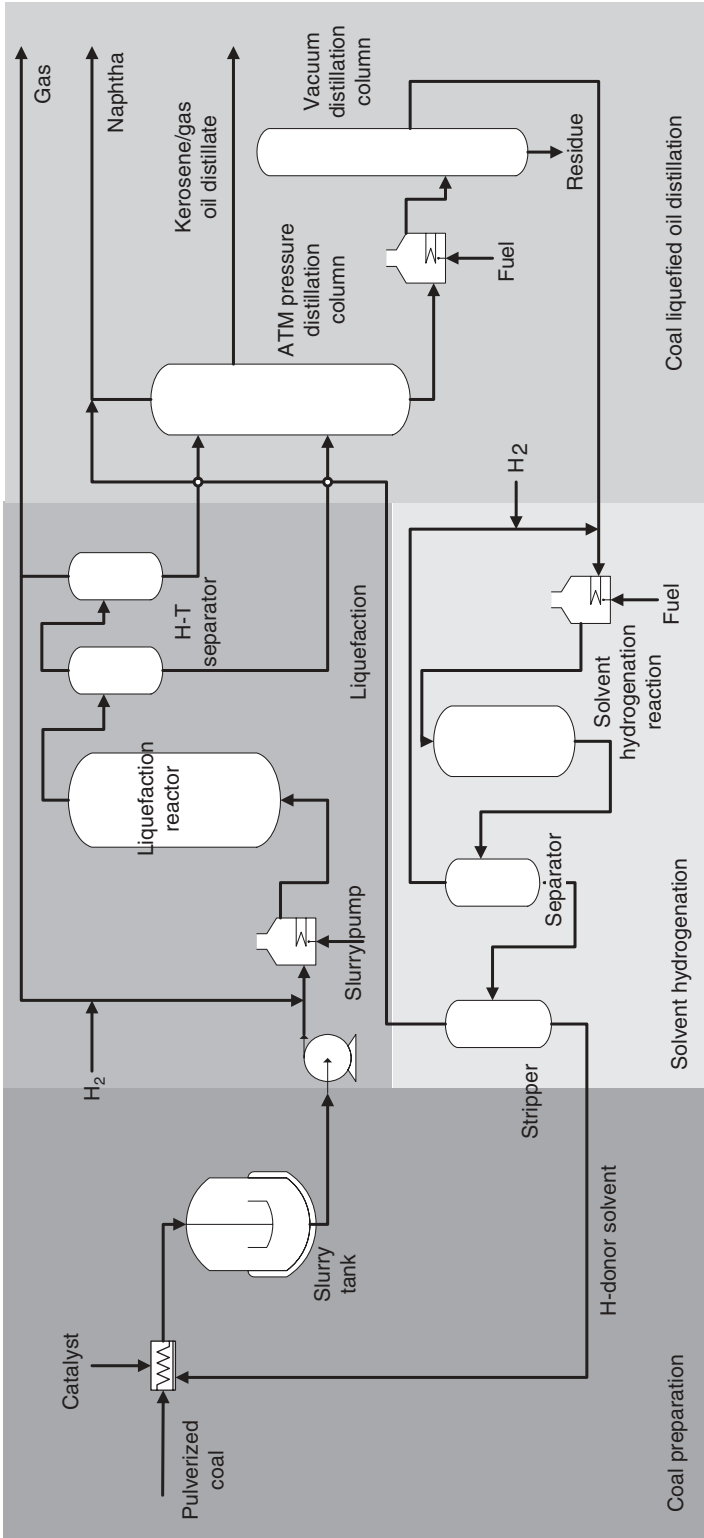 Gas
Naphtha
Kerosene/gas
oil distillate
Vacuum
distillation
column
ATM pressure
distillation
column
Residue
Fuel
Coal liquefied oil distillation
H-T
separator
Liquefaction
reactor
Liquefaction
Slurry pump
H₂
H2
Fuel
Solvent
hydrogenation
reaction
Separator
Stripper
Solvent hydrogenation
Catalyst
Pulverized
coal
Slurry
tank
H-donor solvent
Coal preparation